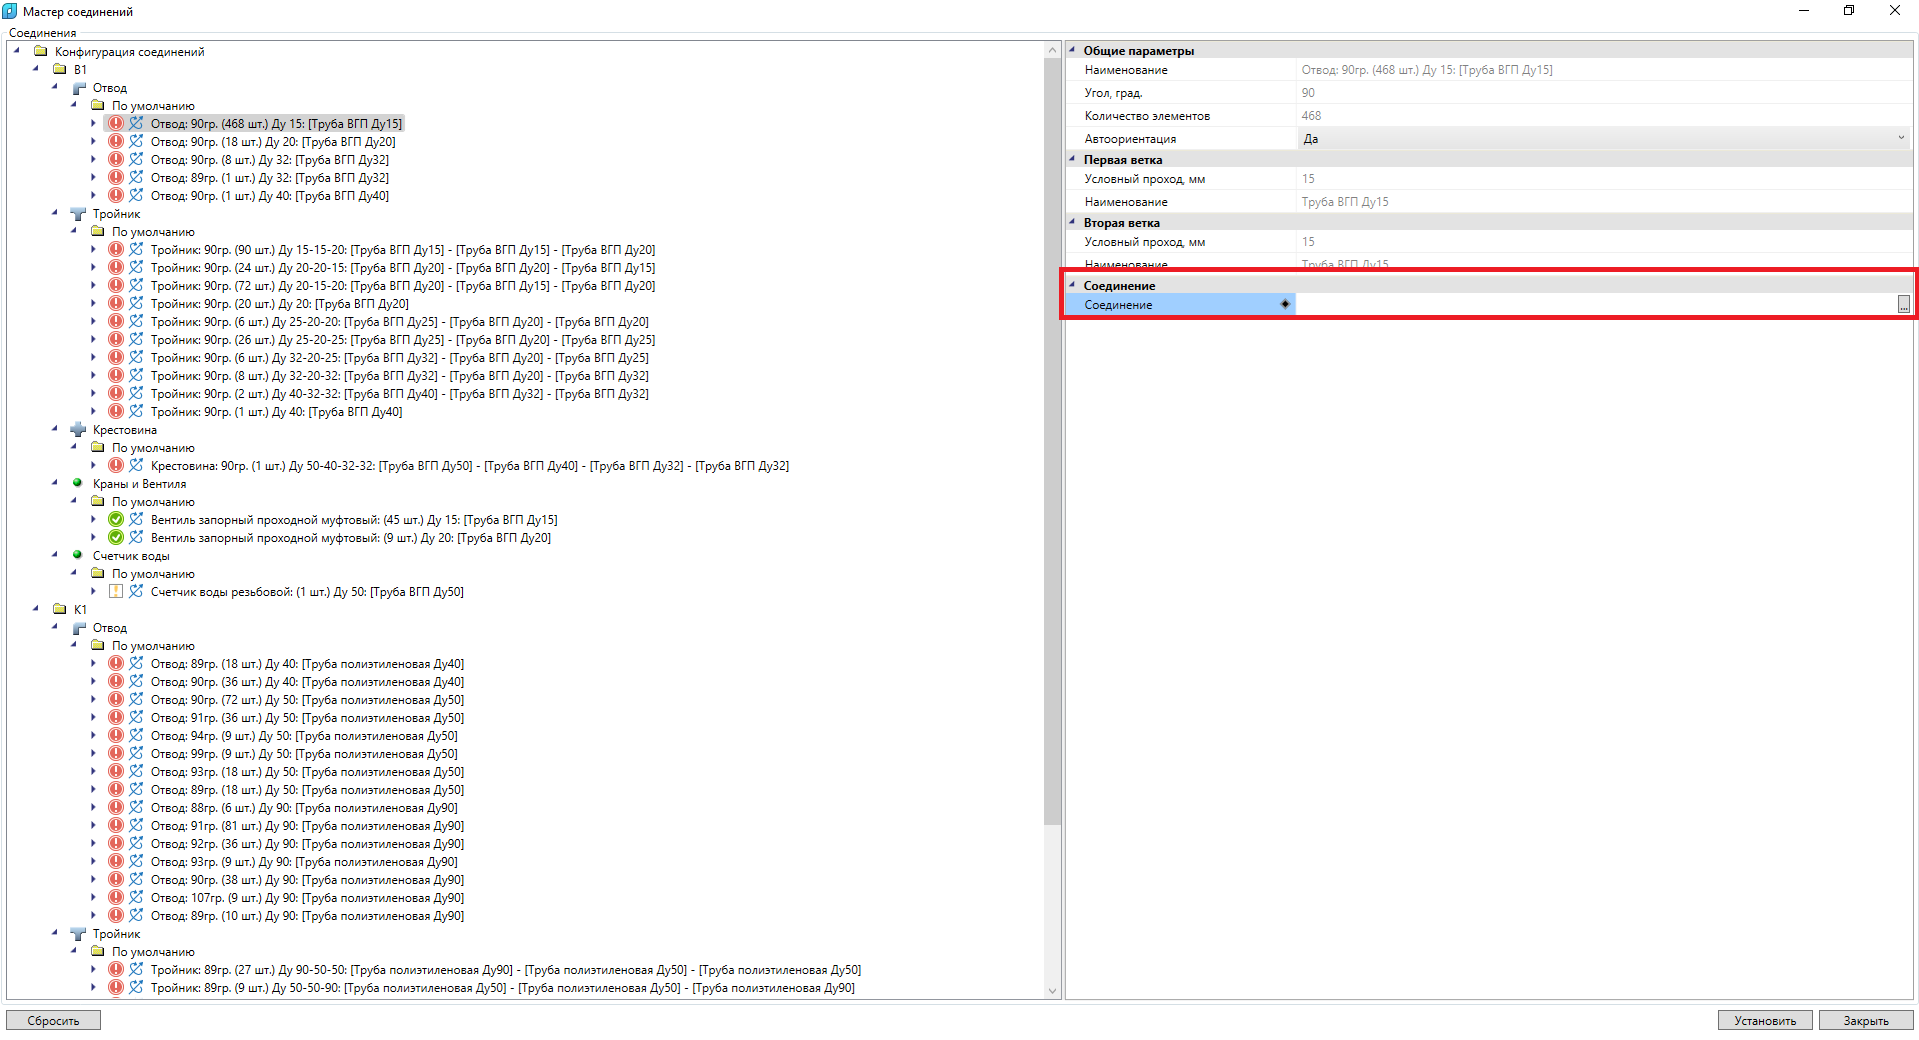 Мастер соединений
Соединения
Конфигурация соединений
В1
Отвод
По умолчанию
Отвод: 90гр. (468 шт.) Ду 15: [Труба ВГП Ду15]
Отвод: 90гр. (18 шт.) Ду 20: [Труба ВГП Ду20]
Отвод: 90гр. (8 шт.) Ду 32: [Труба ВГП Ду32]
Отвод: 89гр. (1 шт.) Ду 32: [Труба ВГП Ду32]
Отвод: 90гр. (1 шт.) Ду 40: [Труба ВГП Ду40]
Тройник
По умолчанию
Тройник: 90гр. (90 шт.) Ду 15-15-20: [Труба ВГП Ду15] - [Труба ВГП Ду15] - [Труба ВГП Ду20]
Тройник: 90гр. (24 шт.) Ду 20-20-15: [Труба ВГП Ду20] - [Труба ВГП Ду20] - [Труба ВГП Ду15]
Тройник: 90гр. (72 шт.) Ду 20-15-20: [Труба ВГП Ду20] - [Труба ВГП Ду15] - [Труба ВГП Ду20]
Тройник: 90гр. (20 шт.) Ду 20: [Труба ВГП Ду20]
Тройник: 90гр. (6 шт.) Ду 25-20-20: [Труба ВГП Ду25] - [Труба ВГП Ду20] - [Труба ВГП Ду20]
Тройник: 90гр. (26 шт.) Ду 25-20-25: [Труба ВГП Ду25] - [Труба ВГП Ду20] - [Труба ВГП Ду25]
Тройник: 90гр. (6 шт.) Ду 32-20-25: [Труба ВГП Ду32] - [Труба ВГП Ду20] - [Труба ВГП Ду25]
Тройник: 90гр. (8 шт.) Ду 32-20-32: [Труба ВГП Ду32] - [Труба ВГП Ду20] - [Труба ВГП Ду32]
Тройник: 90гр. (2 шт.) Ду 40-32-32: [Труба ВГП Ду40] - [Труба ВГП Ду32] - [Труба ВГП Ду32]
Тройник: 90гр. (1 шт.) Ду 40: [Труба ВГП Ду40]
Крестовина
По умолчанию
Крестовина: 90гр. (1 шт.) Ду 50-40-32-32: [Труба ВГП Ду50] - [Труба ВГП Ду40] - [Труба ВГП Ду32] - [Труба ВГП Ду32]
Краны и Вентиля
По умолчанию
Вентиль запорный проходной муфтовый: (45 шт.) Ду 15: [Труба ВГП Ду15]
Вентиль запорный проходной муфтовый: (9 шт.) Ду 20: [Труба ВГП Ду20]
Счетчик воды
По умолчанию
Счетчик воды резьбовой: (1 шт.) Ду 50: [Труба ВГП Ду50]
К1
Отвод
По умолчанию
Отвод: 89гр. (18 шт.) Ду 40: [Труба полиэтиленовая Ду40]
Отвод: 90гр. (36 шт.) Ду 40: [Труба полиэтиленовая Ду40]
Отвод: 90гр. (72 шт.) Ду 50: [Труба полиэтиленовая Ду50]
Отвод: 91гр. (36 шт.) Ду 50: [Труба полиэтиленовая Ду50]
Отвод: 94гр. (9 шт.) Ду 50: [Труба полиэтиленовая Ду50]
Отвод: 99гр. (9 шт.) Ду 50: [Труба полиэтиленовая Ду50]
Отвод: 93гр. (18 шт.) Ду 50: [Труба полиэтиленовая Ду50]
Отвод: 89гр. (18 шт.) Ду 50: [Труба полиэтиленовая Ду50]
Отвод: 88гр. (6 шт.) Ду 90: [Труба полиэтиленовая Ду90]
Отвод: 91гр. (81 шт.) Ду 90: [Труба полиэтиленовая Ду90]
Отвод: 92гр. (36 шт.) Ду 90: [Труба полиэтиленовая Ду90]
Отвод: 93гр. (9 шт.) Ду 90: [Труба полиэтиленовая Ду90]
Отвод: 90гр. (38 шт.) Ду 90: [Труба полиэтиленовая Ду90]
Отвод: 107гр. (9 шт.) Ду 90: [Труба полиэтиленовая Ду90]
Отвод: 89гр. (10 шт.) Ду 90: [Труба полиэтиленовая Ду90]
Тройник
По умолчанию
Тройник: 89гр. (27 шт.) Ду 90-50-50: [Труба полиэтиленовая Ду90] - [Труба полиэтиленовая Ду50] - [Труба полиэтиленовая Ду50]
Тройник: 89гр. (9 шт.) Ду 50-50-90: [Труба полиэтиленовая Ду50] - [Труба полиэтиленовая Ду50] - [Труба полиэтиленовая Ду90]
Общие параметры
Наименование Отвод: 90гр. (468 шт.) Ду 15: [Труба ВГП Ду15]
Угол, град. 90
Количество элементов 468
Автоориентация Да
Первая ветка
Условный проход, мм 15
Наименование Труба ВГП Ду15
Вторая ветка
Условный проход, мм 15
Наименование Труба ВГП Ду15
Соединение
Соединение ...
Сбросить Установить Закрыть